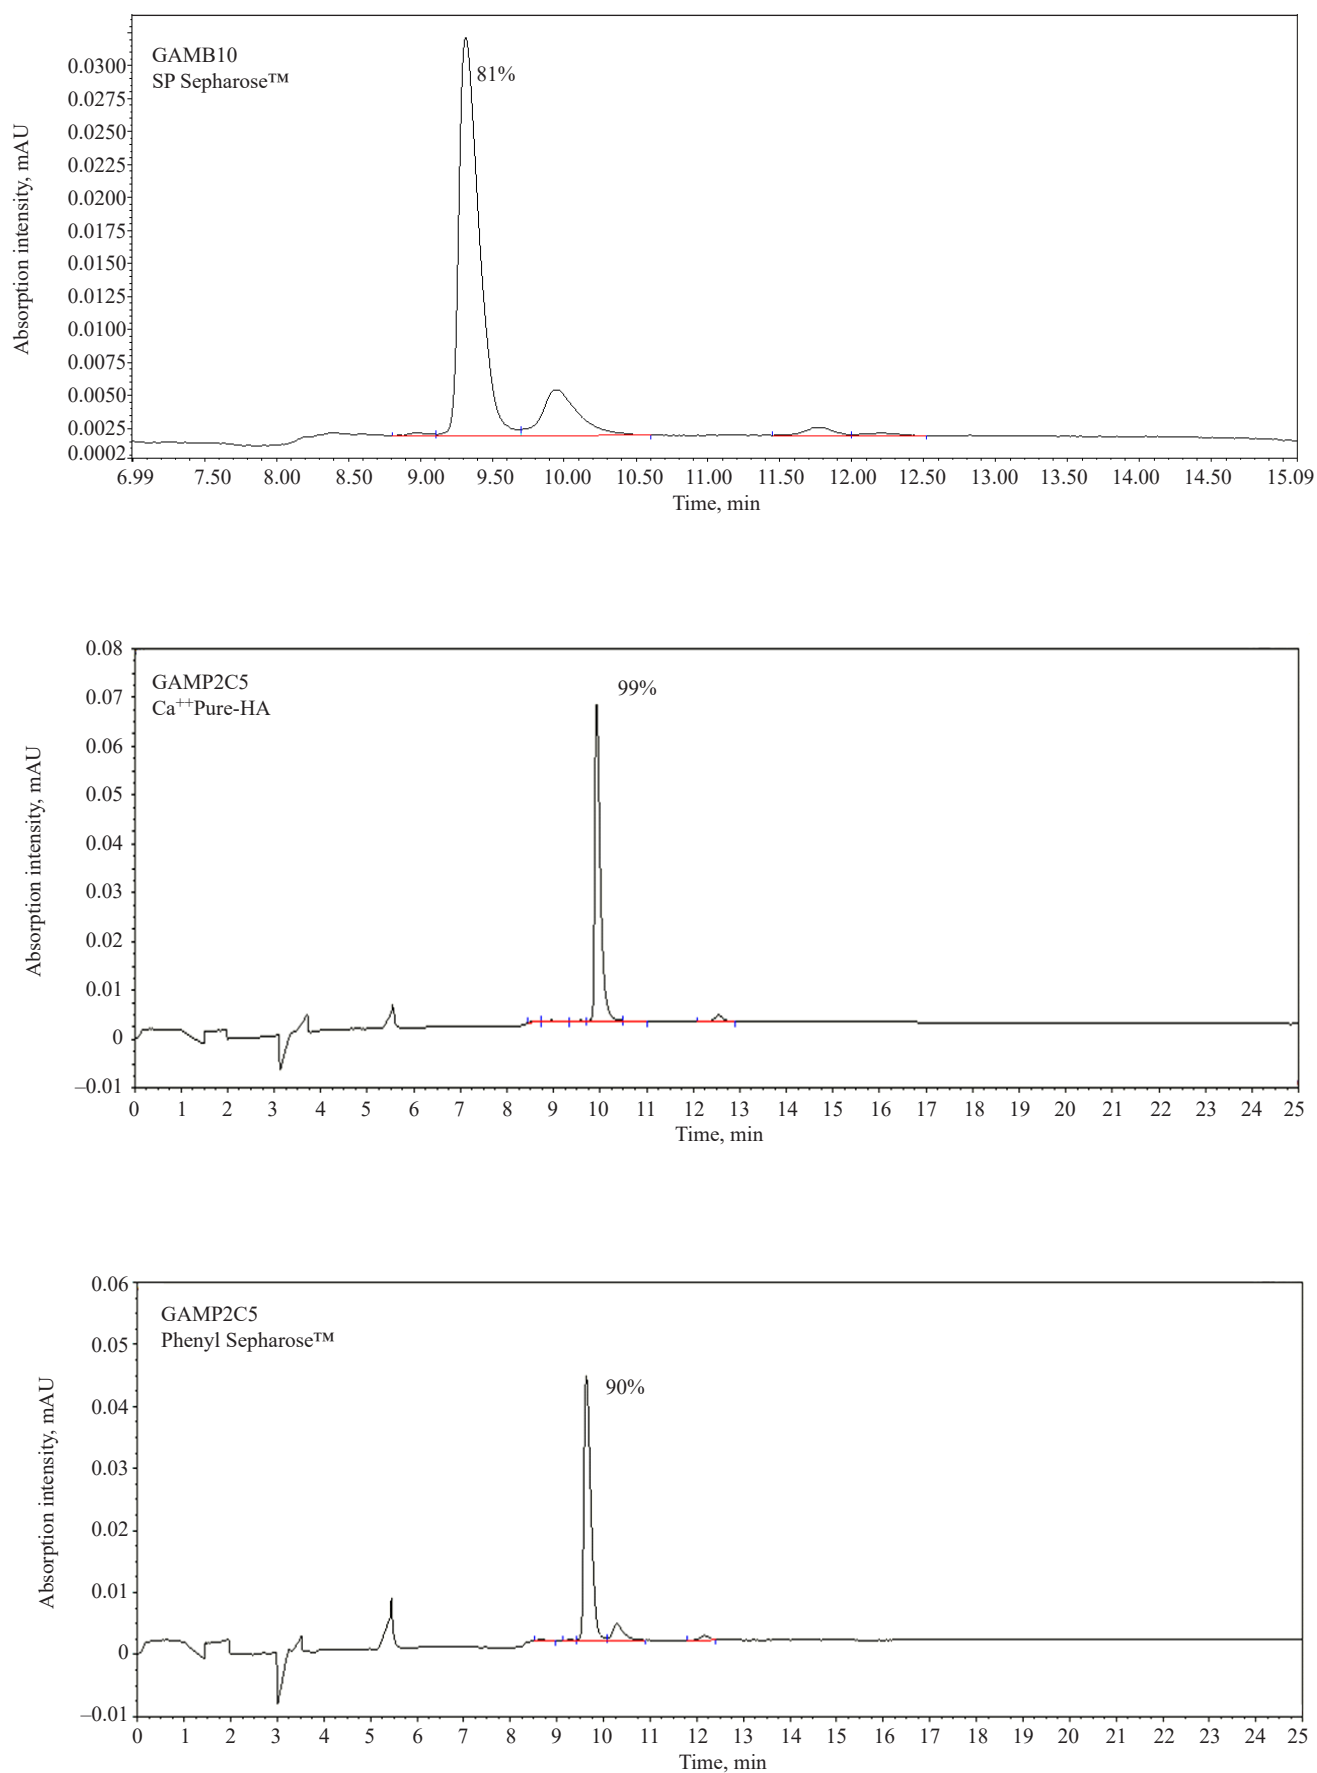 GAMB10
SP Sepharose™
81%
Absorption intensity, mAU
0.0300
0.0275
0.0250
0.0225
0.0200
0.0175
0.0150
0.0125
0.0100
0.0075
0.0050
0.0025
0.0002
6.99 7.50 8.00 8.50 9.00 9.50 10.00 10.50 11.00 11.50 12.00 12.50 13.00 13.50 14.00 14.50 15.09
Time, min
GAMP2C5
Ca++Pure-HA
99%
Absorption intensity, mAU
0.08
0.07
0.06
0.05
0.04
0.03
0.02
0.01
0
–0.01
0 1 2 3 4 5 6 7 8 9 10 11 12 13 14 15 16 17 18 19 20 21 22 23 24 25
Time, min
GAMP2C5
Phenyl Sepharose™
90%
Absorption intensity, mAU
0.06
0.05
0.04
0.03
0.02
0.01
0
–0.01
0 1 2 3 4 5 6 7 8 9 10 11 12 13 14 15 16 17 18 19 20 21 22 23 24 25
Time, min